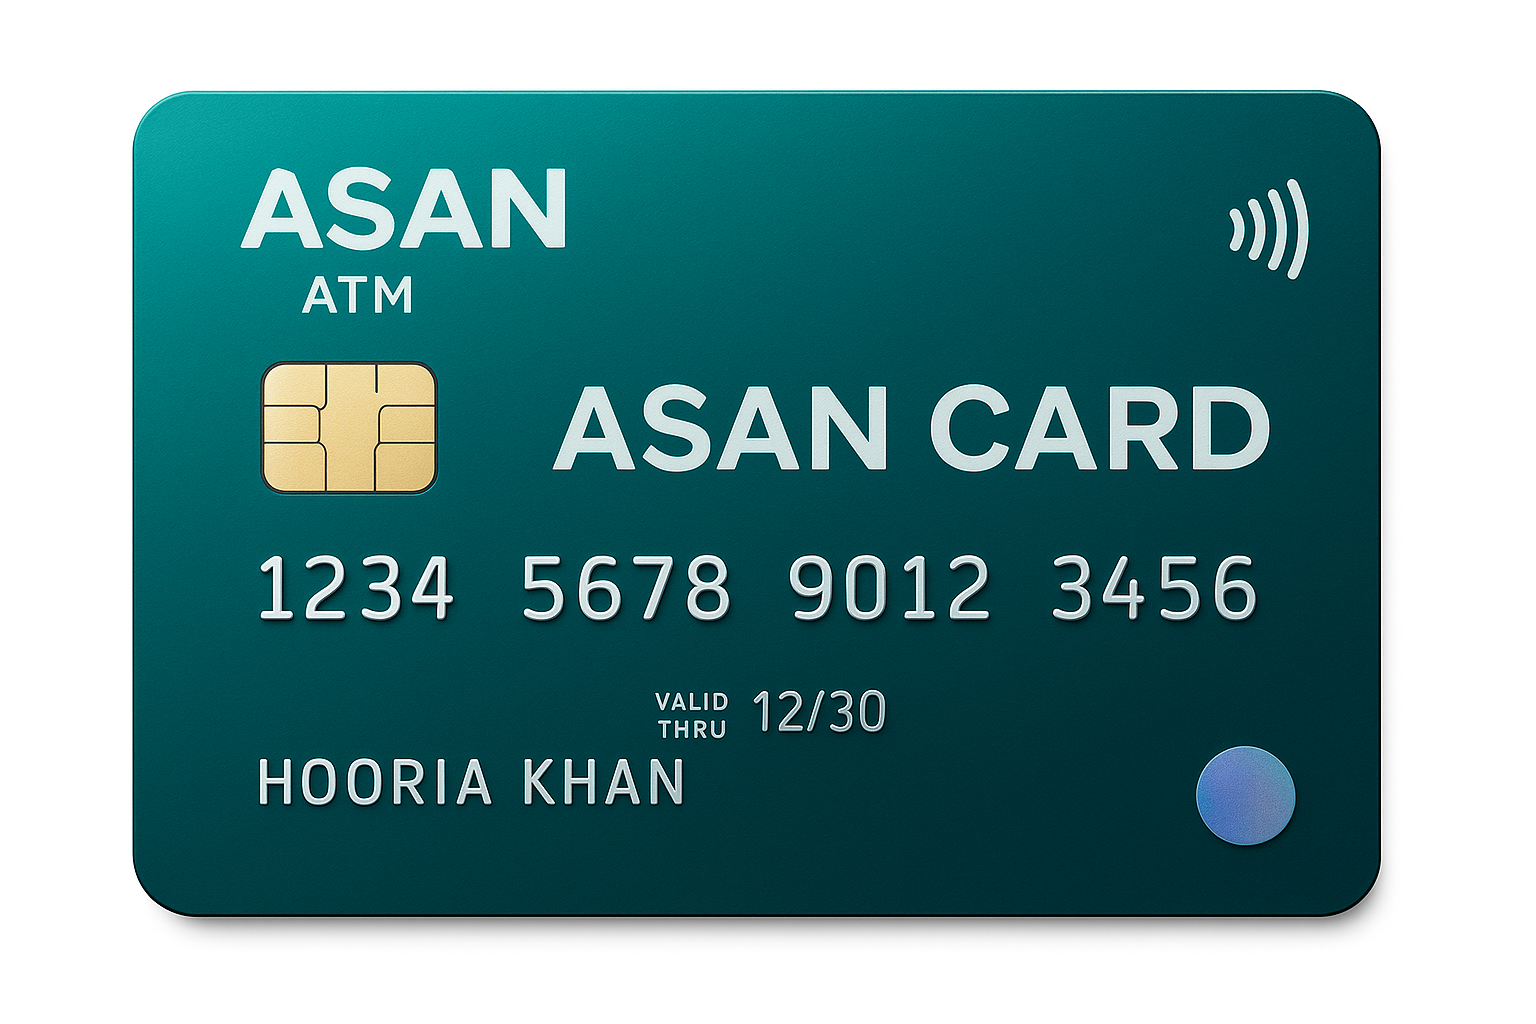 ASAN
ATM
ASAN CARD
1234 5678 9012 3456
VALID THRU 12/30
HOORIA KHAN